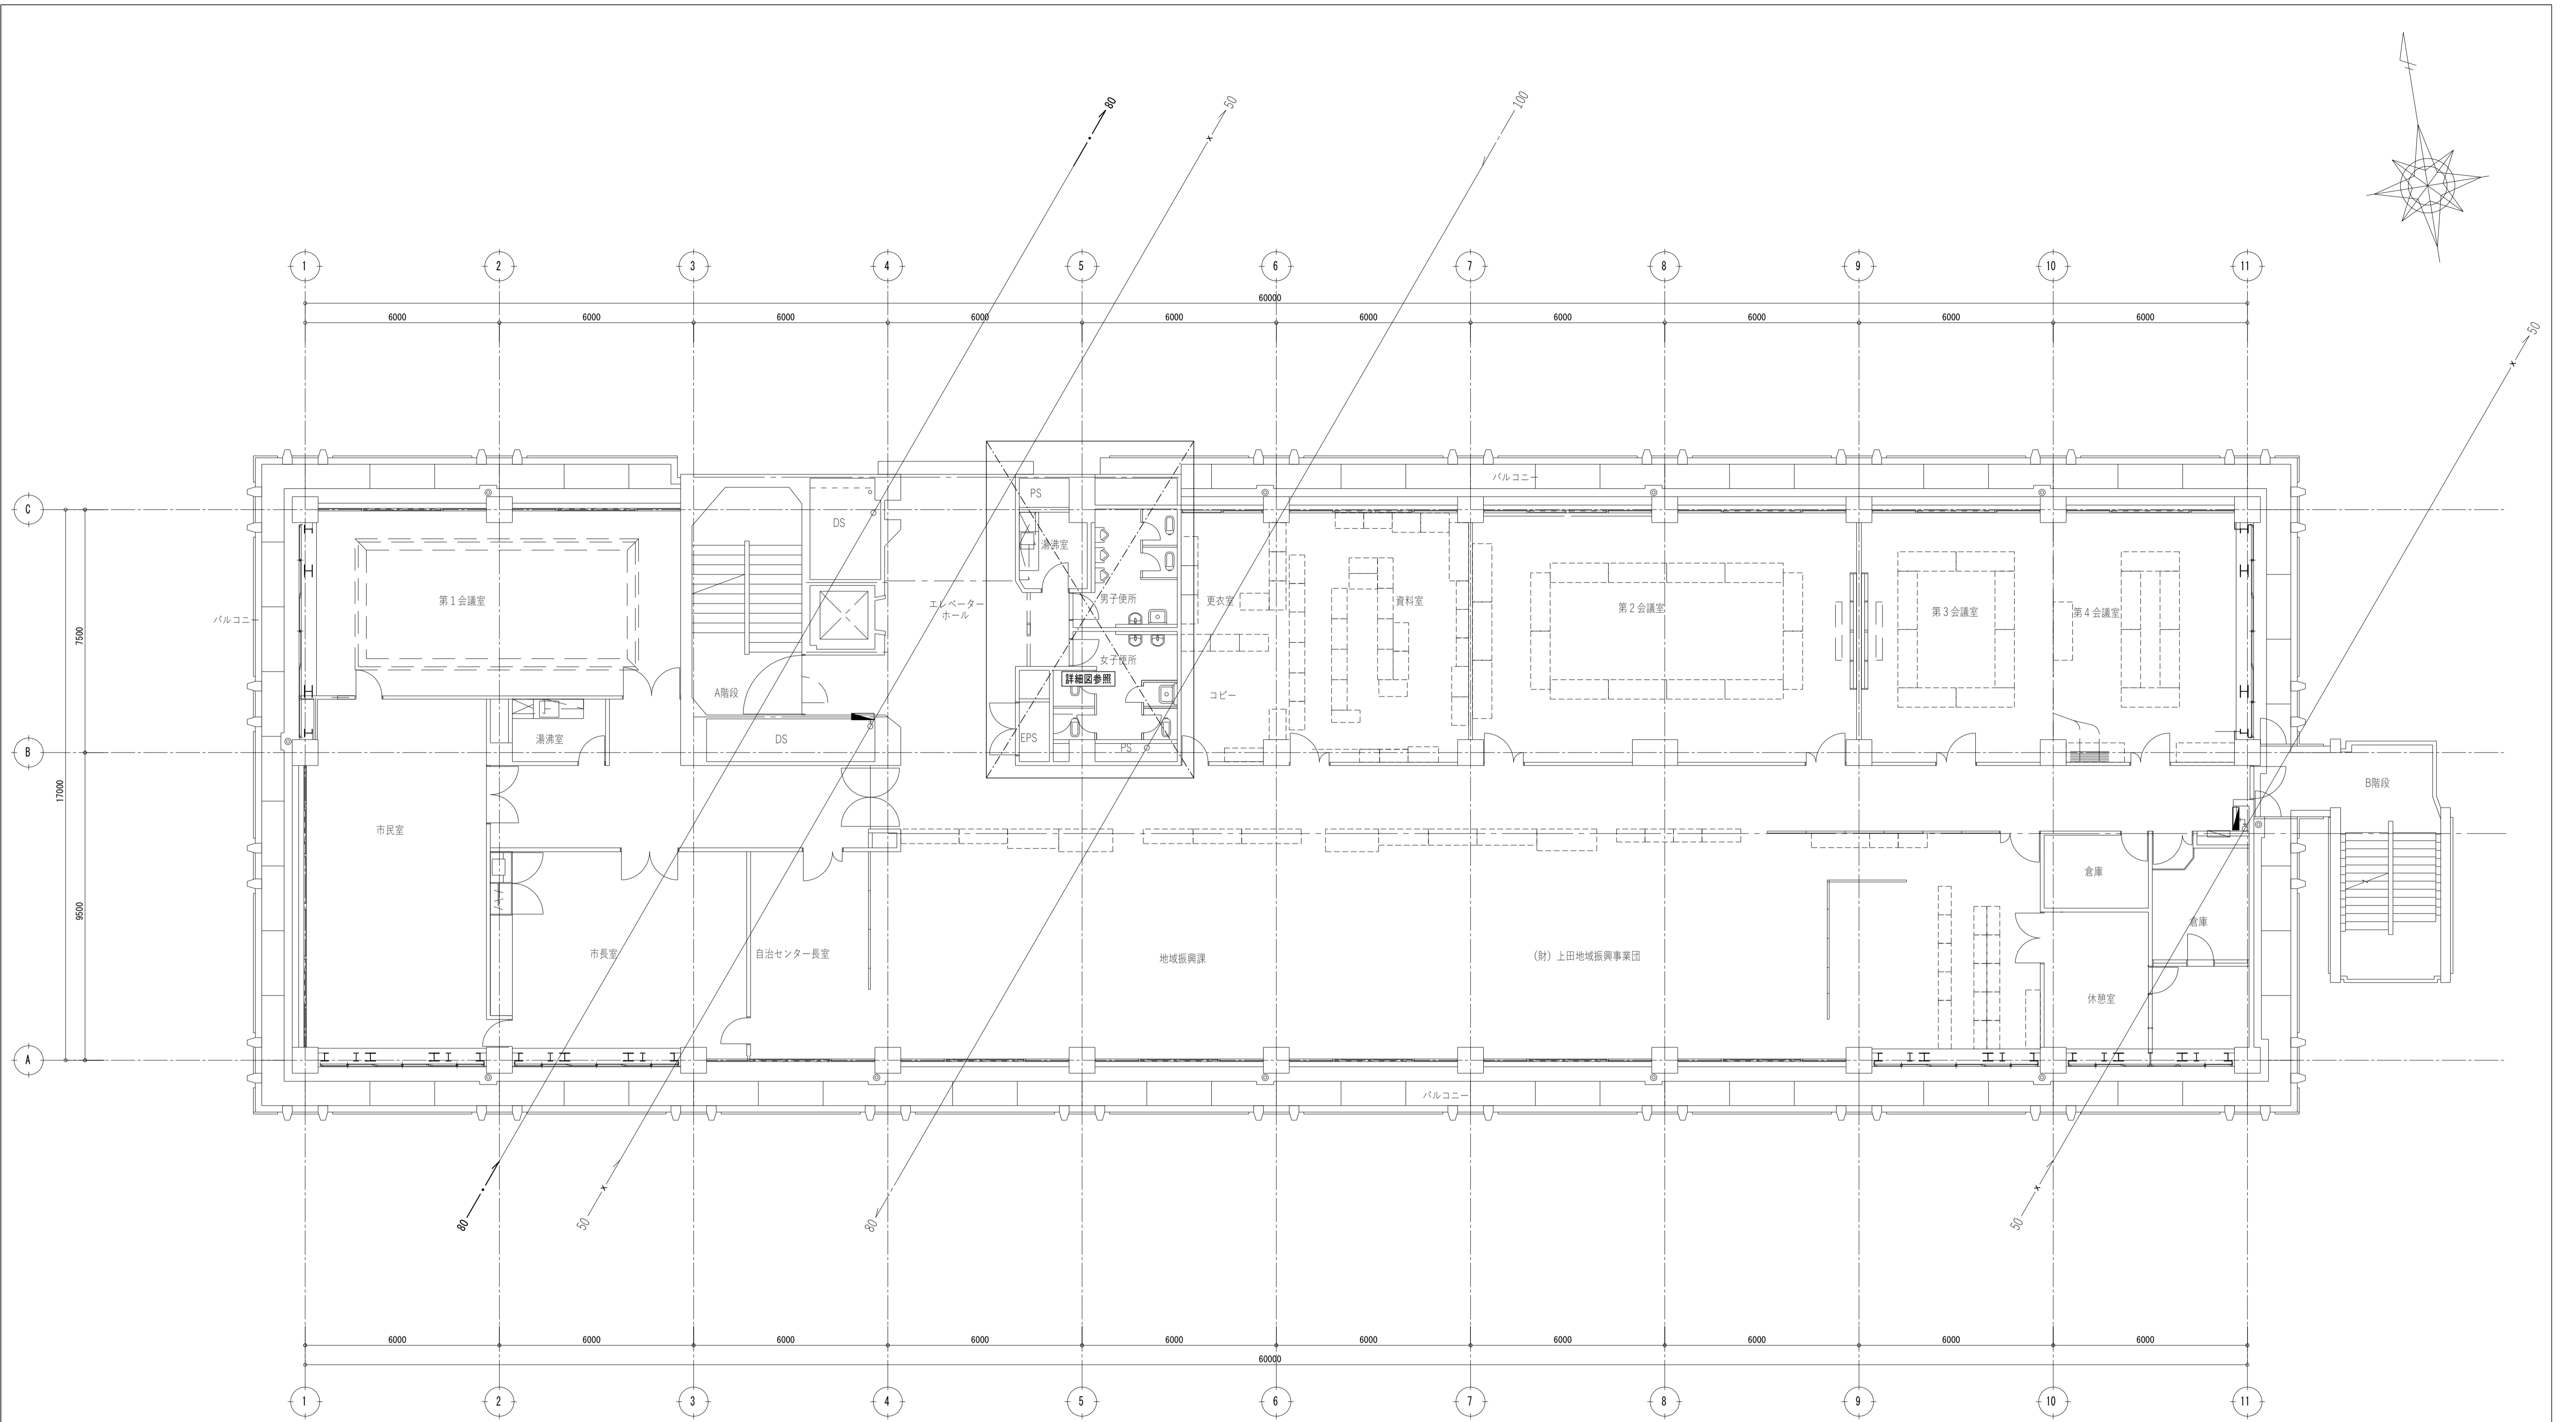 80
50
100
50
1
2
3
4
5
6
7
8
9
10
11
60000
6000
6000
6000
6000
6000
6000
6000
6000
6000
6000
バルコニー
C
PS
DS
湯沸室
第1会議室
エレベーター
ホール
男子便所
更衣室
資料室
第2会議室
第3会議室
第4会議室
バルコニー
7500
女子便所
詳細図参照
A階段
コピー
湯沸室
DS
EPS
PS
B
B階段
17000
市民室
倉庫
9500
倉庫
市長室
自治センター長室
地域振興課
(財)上田地域振興事業団
休憩室
A
バルコニー
80
50
80
50
6000
6000
6000
6000
6000
6000
6000
6000
6000
6000
60000
1
2
3
4
5
6
7
8
9
10
11